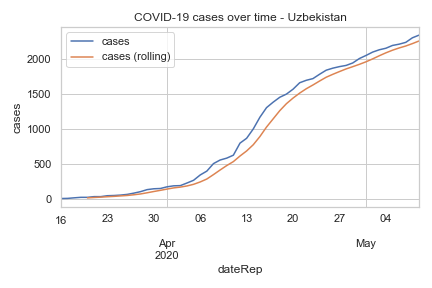 COVID-19 cases over time - Uzbekistan
cases
cases (rolling)
cases
2000
1500
1000
500
0
16
23
30
06
13
20
27
04
Apr
2020
May
dateRep